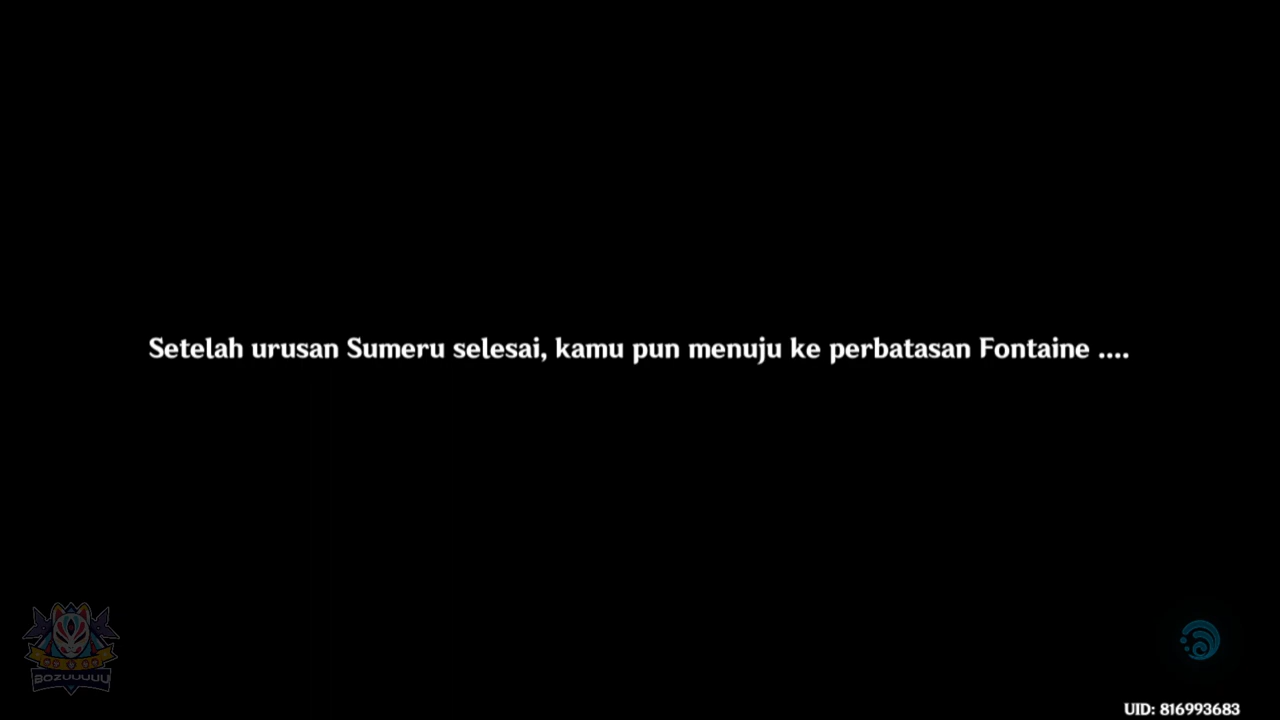 Setelah urusan Sumeru selesai, kamu pun menuju ke perbatasan Fontaine ....
BOZUUUUU
UID: 816993683